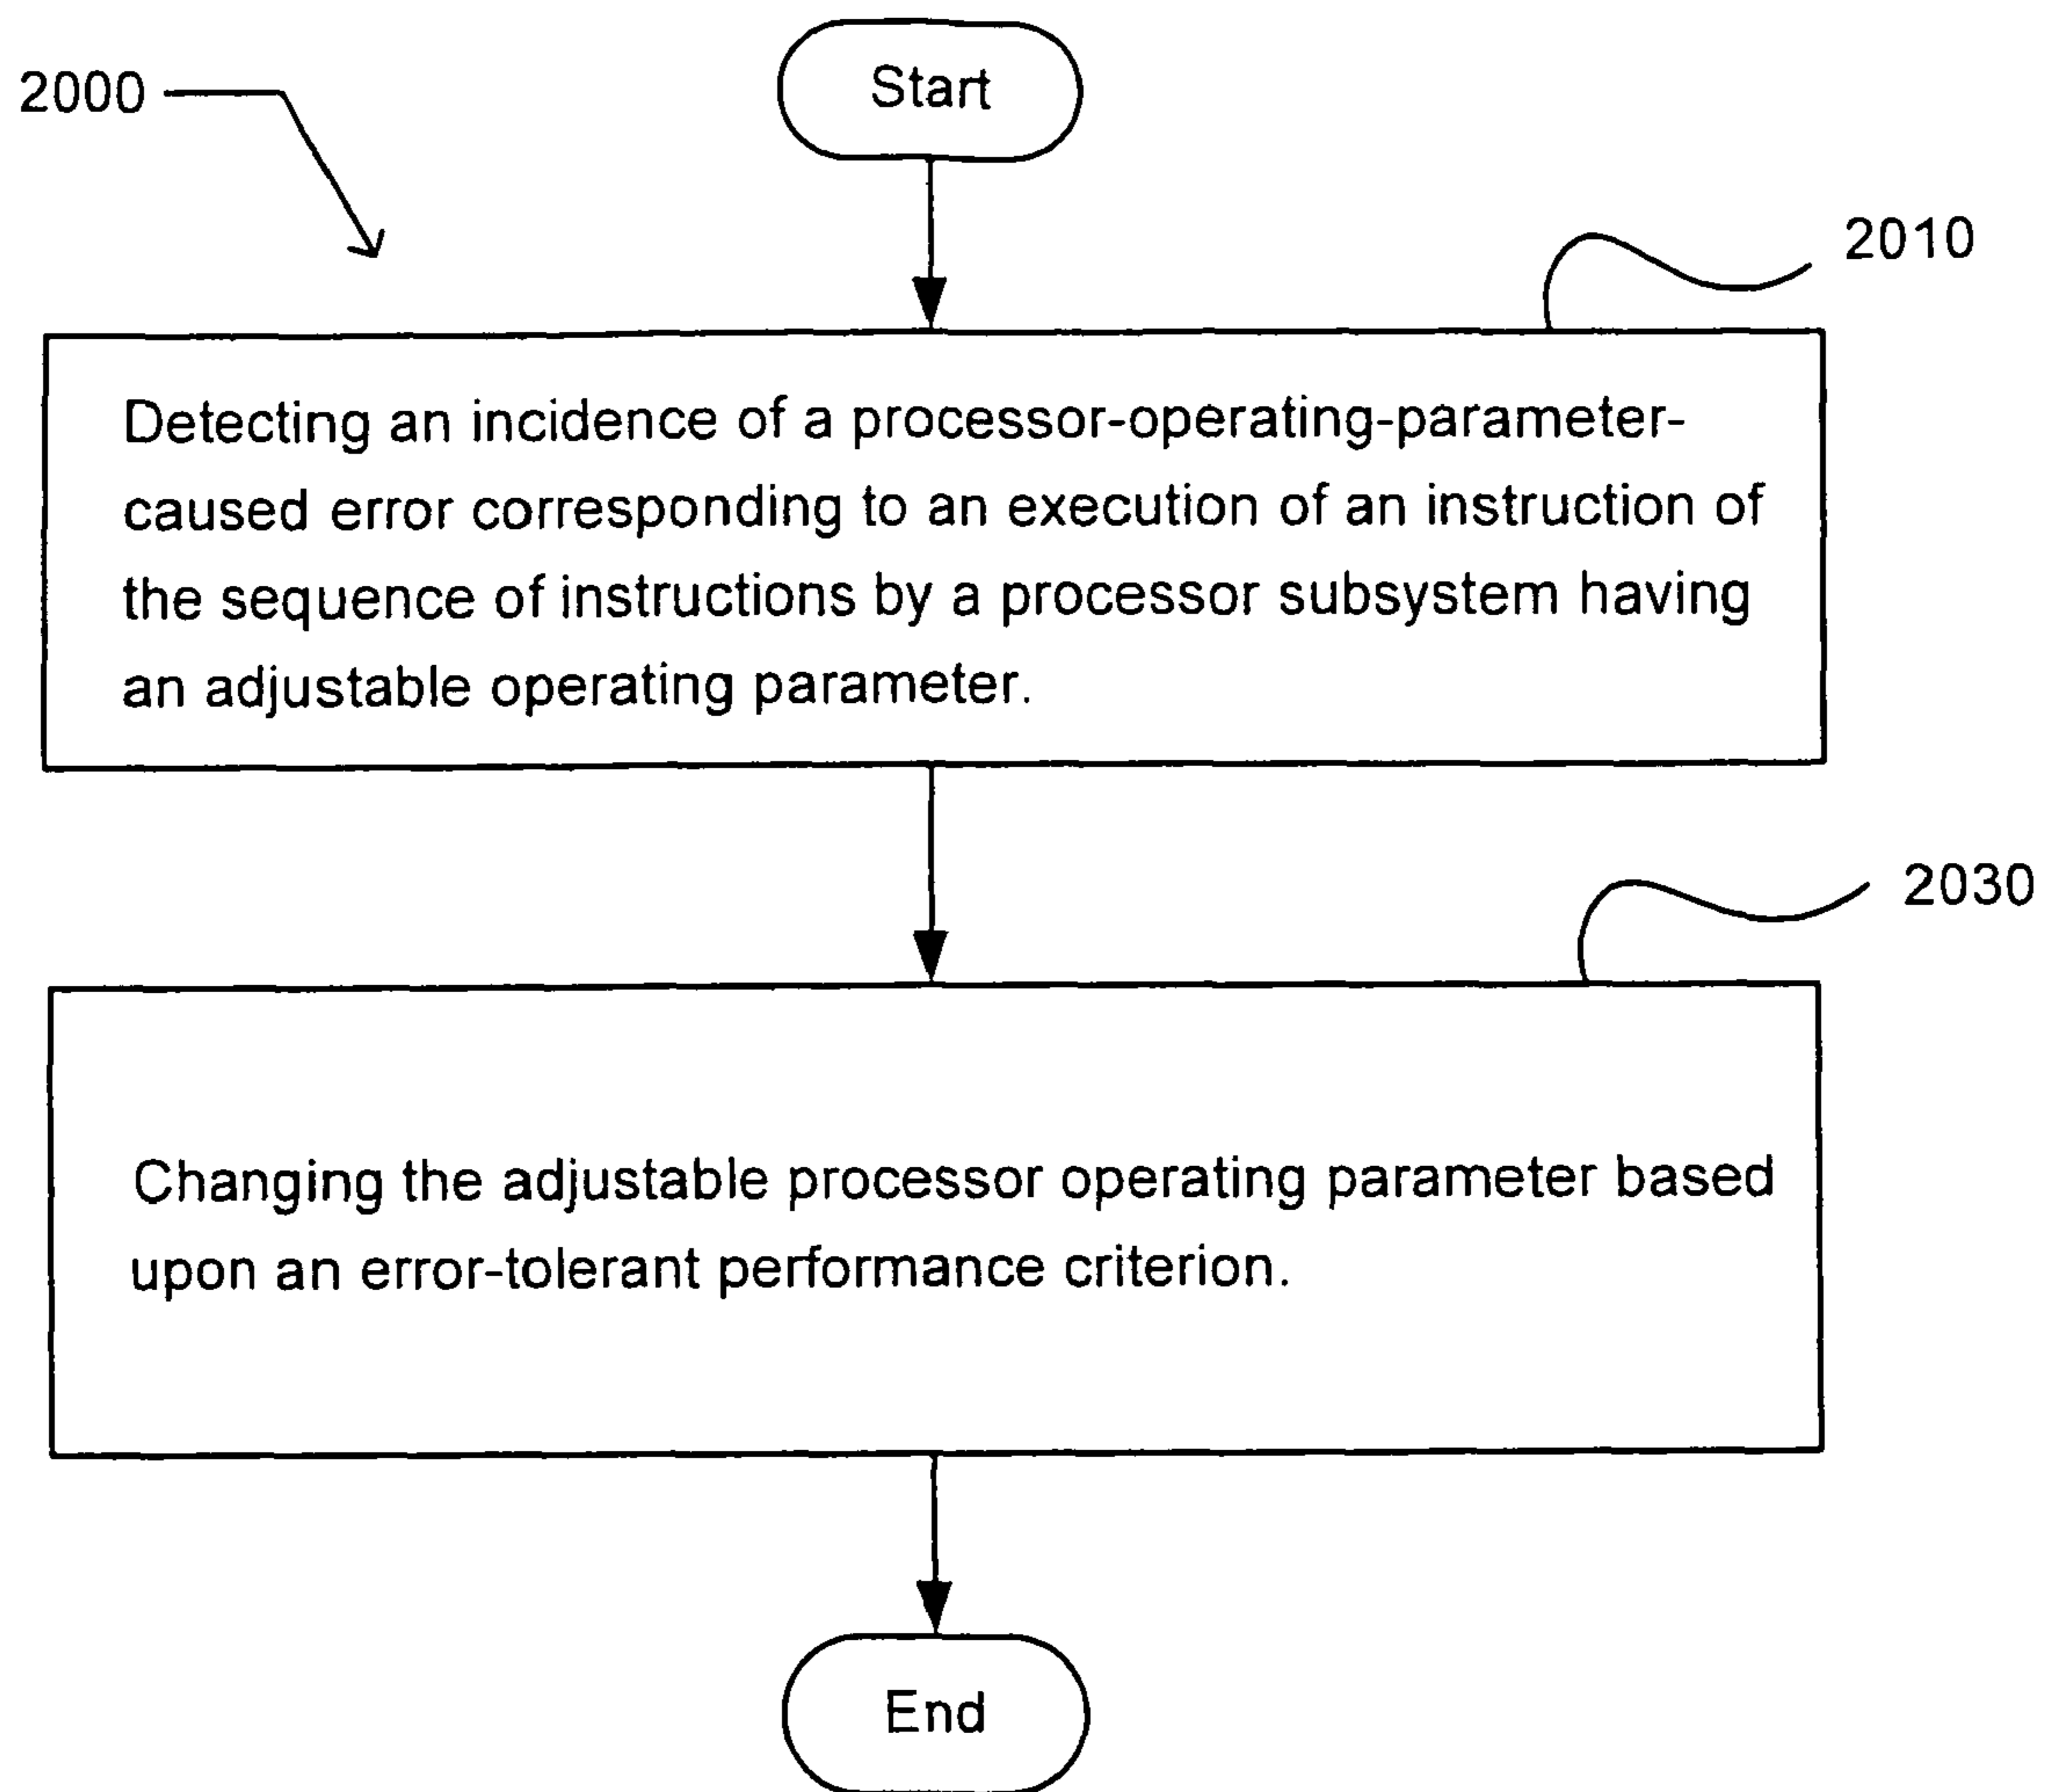 Start
2000
2010
Detecting an incidence of a processor-operating-parameter-
caused error corresponding to an execution of an instruction of
the sequence of instructions by a processor subsystem having
an adjustable operating parameter.
2030
Changing the adjustable processor operating parameter based
upon an error-tolerant performance criterion.
End